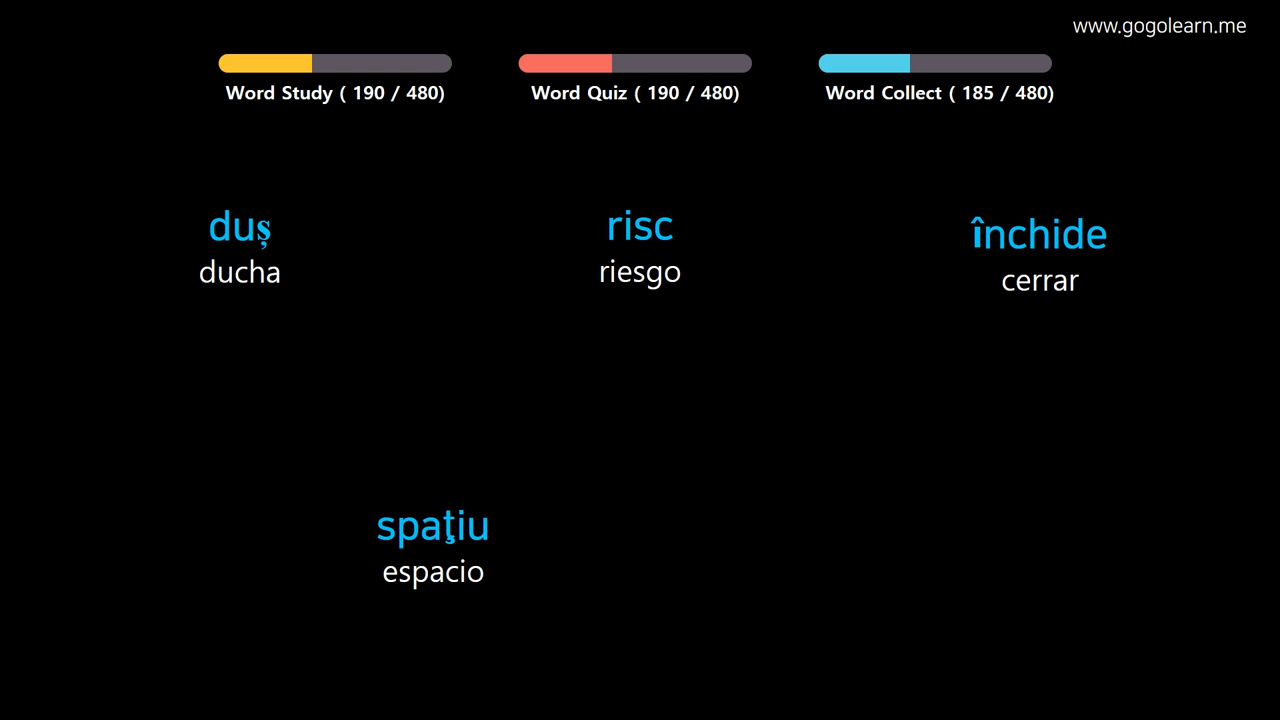 www.gogolearn.me
Word Study ( 190 / 480)
Word Quiz ( 190 / 480)
Word Collect ( 185 / 480)
duș
ducha
risc
riesgo
închide
cerrar
spaţiu
espacio